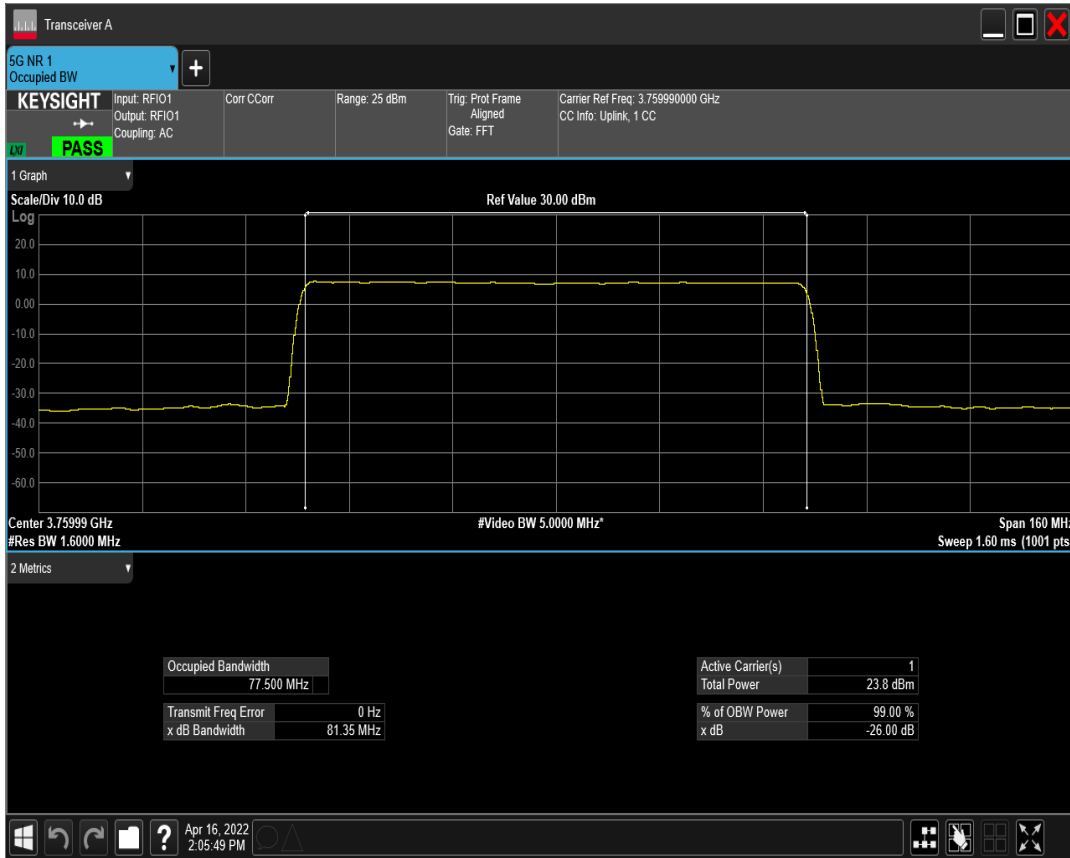 Transceiver A
5G NR 1
Occupied BW
+
KEYSIGHT
LXI
PASS
Input: RFIO1
Output: RFIO1
Coupling: AC
Corr CCorr
Range: 25 dBm
Trig: Prot Frame
Aligned
Gate: FFT
Carrier Ref Freq: 3.759990000 GHz
CC Info: Uplink, 1 CC
1 Graph
Scale/Div 10.0 dB
Ref Value 30.00 dBm
Log
20.0
10.0
0.00
-10.0
-20.0
-30.0
-40.0
-50.0
-60.0
Center 3.75999 GHz
#Video BW 5.0000 MHz*
Span 160 MHz
#Res BW 1.6000 MHz
Sweep 1.60 ms (1001 pts
2 Metrics
Occupied Bandwidth
77.500 MHz
Transmit Freq Error 0 Hz
x dB Bandwidth 81.35 MHz
Active Carrier(s) 1
Total Power 23.8 dBm
% of OBW Power 99.00 %
x dB -26.00 dB
?
Apr 16, 2022
2:05:49 PM